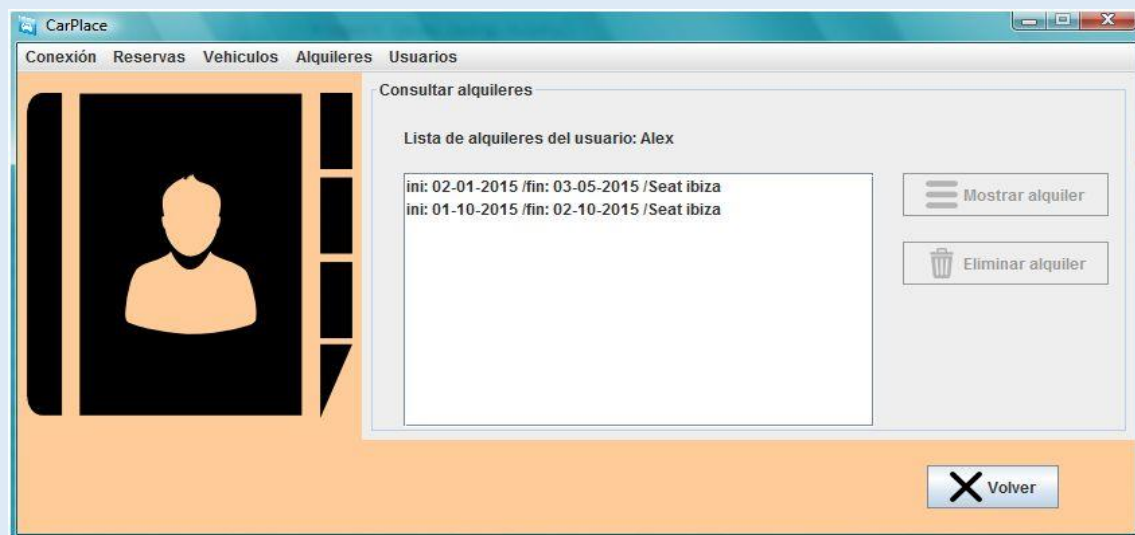 CarPlace
Conexión Reservas Vehiculos Alquileres Usuarios
Consultar alquileres
Lista de alquileres del usuario: Alex
ini: 02-01-2015 /fin: 03-05-2015 /Seat ibiza
ini: 01-10-2015 /fin: 02-10-2015 /Seat ibiza
Mostrar alquiler
Eliminar alquiler
Volver